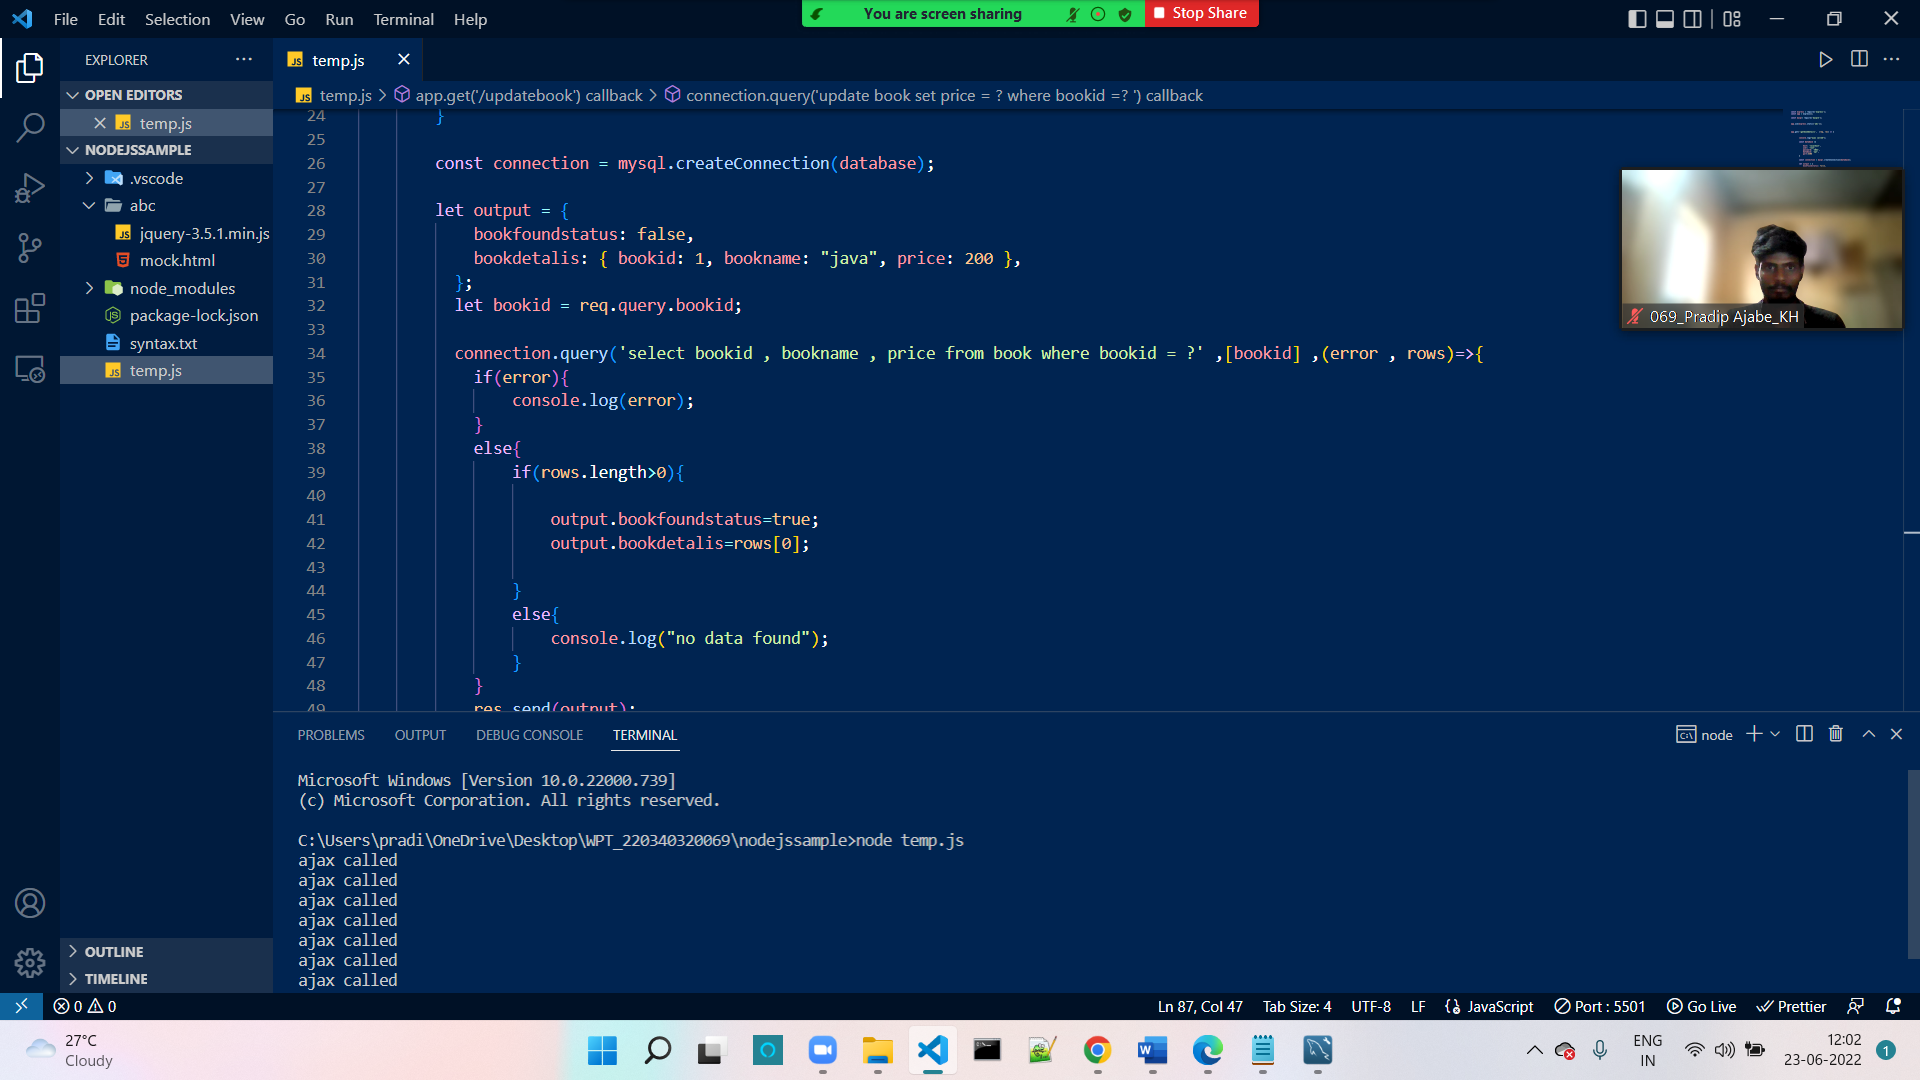 File Edit Selection View Go Run Terminal Help
You are screen sharing
Stop Share
EXPLORER
temp.js
OPEN EDITORS
temp.js
NODEJSSAMPLE
.vscode
abc
jquery-3.5.1.min.js
mock.html
node_modules
package-lock.json
syntax.txt
temp.js
OUTLINE
TIMELINE
temp.js > app.get('/updatebook') callback > connection.query('update book set price = ? where bookid =? ') callback
24 }
25
26 const connection = mysql.createConnection(database);
27
28 let output = {
29 bookfoundstatus: false,
30 bookdetalis: { bookid: 1, bookname: "java", price: 200 },
31 };
32 let bookid = req.query.bookid;
33
34 connection.query('select bookid , bookname , price from book where bookid = ?' ,[bookid] ,(error , rows)=>{
35 if(error){
36 console.log(error);
37 }
38 else{
39 if(rows.length>0){
40
41 output.bookfoundstatus=true;
42 output.bookdetalis=rows[0];
43
44 }
45 else{
46 console.log("no data found");
47 }
48 }
49 res.send(output);
069_Pradip Ajabe_KH
PROBLEMS OUTPUT DEBUG CONSOLE TERMINAL
node
Microsoft Windows [Version 10.0.22000.739]
(c) Microsoft Corporation. All rights reserved.
C:\Users\pradi\OneDrive\Desktop\WPT_220340320069\nodejssample>node temp.js
ajax called
ajax called
ajax called
ajax called
ajax called
ajax called
ajax called
0 0
Ln 87, Col 47 Tab Size: 4 UTF-8 LF JavaScript Port : 5501 Go Live Prettier
27°C
Cloudy
ENG
IN
12:02
23-06-2022
1